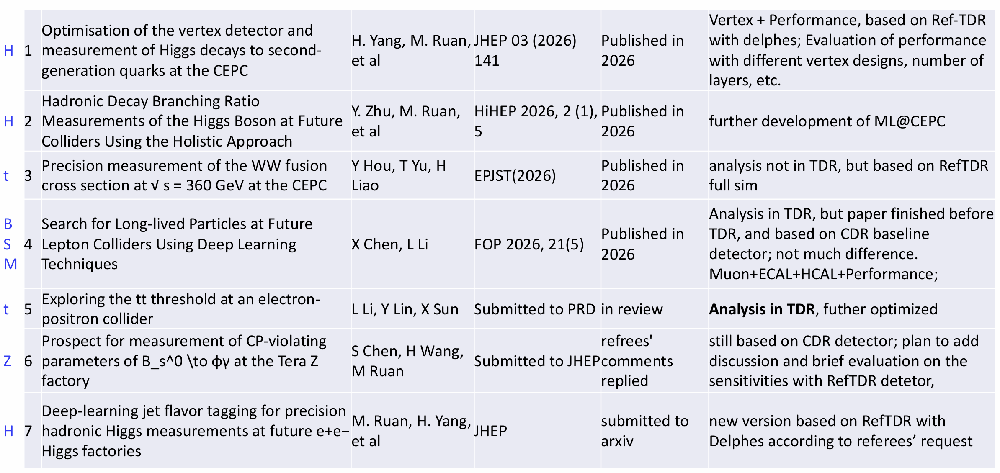 H
1
Optimisation of the vertex detector and
measurement of Higgs decays to second-
generation quarks at the CEPC
H. Yang, M. Ruan,
et al
JHEP 03 (2026)
141
Published in
2026
Vertex + Performance, based on Ref-TDR
with delphes; Evaluation of performance
with different vertex designs, number of
layers, etc.
H
2
Hadronic Decay Branching Ratio
Measurements of the Higgs Boson at Future
Colliders Using the Holistic Approach
Y. Zhu, M. Ruan,
et al
HiHEP 2026, 2 (1),
5
Published in
2026
further development of ML@CEPC
t
3
Precision measurement of the WW fusion
cross section at √ s = 360 GeV at the CEPC
Y Hou, T Yu, H
Liao
EPJST(2026)
Published in
2026
analysis not in TDR, but based on RefTDR
full sim
B
S
M
4
Search for Long-lived Particles at Future
Lepton Colliders Using Deep Learning
Techniques
X Chen, L Li
FOP 2026, 21(5)
Published in
2026
Analysis in TDR, but paper finished before
TDR, and based on CDR baseline
detector; not much difference.
Muon+ECAL+HCAL+Performance;
t
5
Exploring the tt threshold at an electron-
positron collider
L Li, Y Lin, X Sun
Submitted to PRD
in review
Analysis in TDR, futher optimized
Z
6
Prospect for measurement of CP-violating
parameters of B_s^0 \to ϕγ at the Tera Z
factory
S Chen, H Wang,
M Ruan
Submitted to JHEP
refrees'
comments
replied
still based on CDR detector; plan to add
discussion and brief evaluation on the
sensitivities with RefTDR detetor,
H
7
Deep-learning jet flavor tagging for precision
hadronic Higgs measurements at future e+e−
Higgs factories
M. Ruan, H. Yang,
et al
JHEP
submitted to
arxiv
new version based on RefTDR with
Delphes according to referees’ request